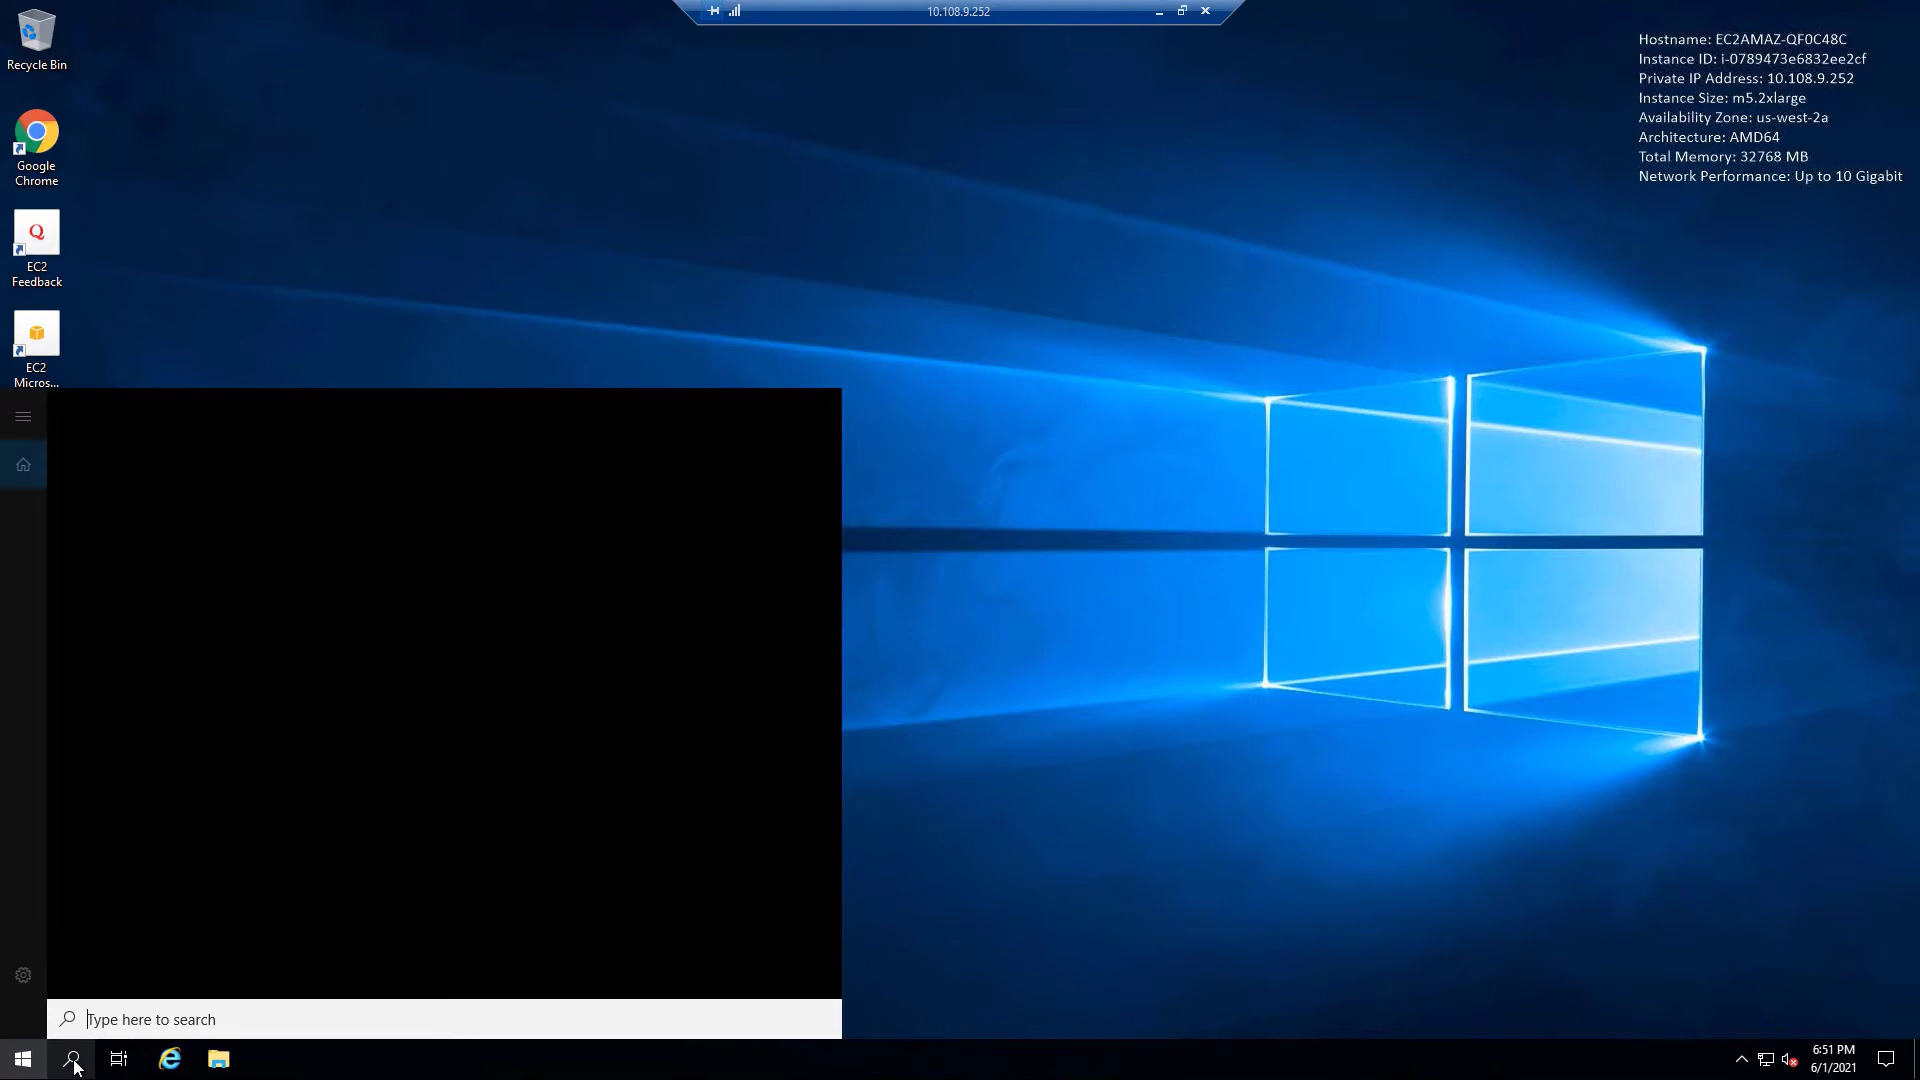 10.108.9.252
Hostname: EC2AMAZ-QF0C48C
Instance ID: i-0789473e6832ee2cf
Private IP Address: 10.108.9.252
Instance Size: m5.2xlarge
Availability Zone: us-west-2a
Architecture: AMD64
Total Memory: 32768 MB
Network Performance: Up to 10 Gigabit
Recycle Bin
Google
Chrome
Q
EC2
Feedback
EC2
Micros...
Type here to search
6:51 PM
6/1/2021